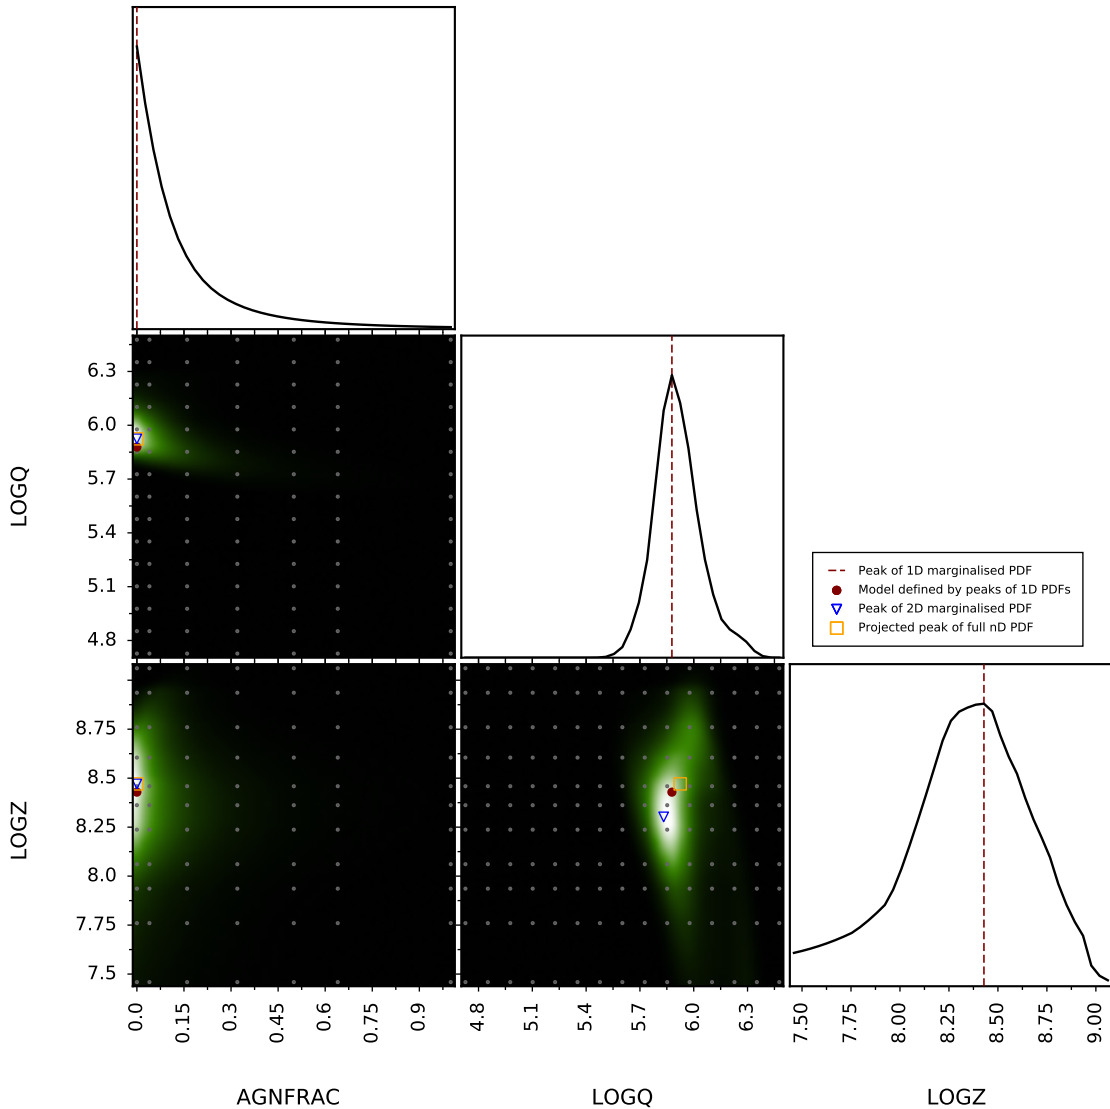 6.3
6.0
5.7
5.4
5.1
4.8
LOGQ
Peak of 1D marginalised PDF
Model defined by peaks of 1D PDFs
Peak of 2D marginalised PDF
Projected peak of full nD PDF
8.75
8.5
8.25
8.0
7.75
7.5
LOGZ
0.0 0.15 0.3 0.45 0.6 0.75 0.9
4.8 5.1 5.4 5.7 6.0 6.3
7.50 7.75 8.00 8.25 8.50 8.75 9.00
AGNFRAC LOGQ LOGZ